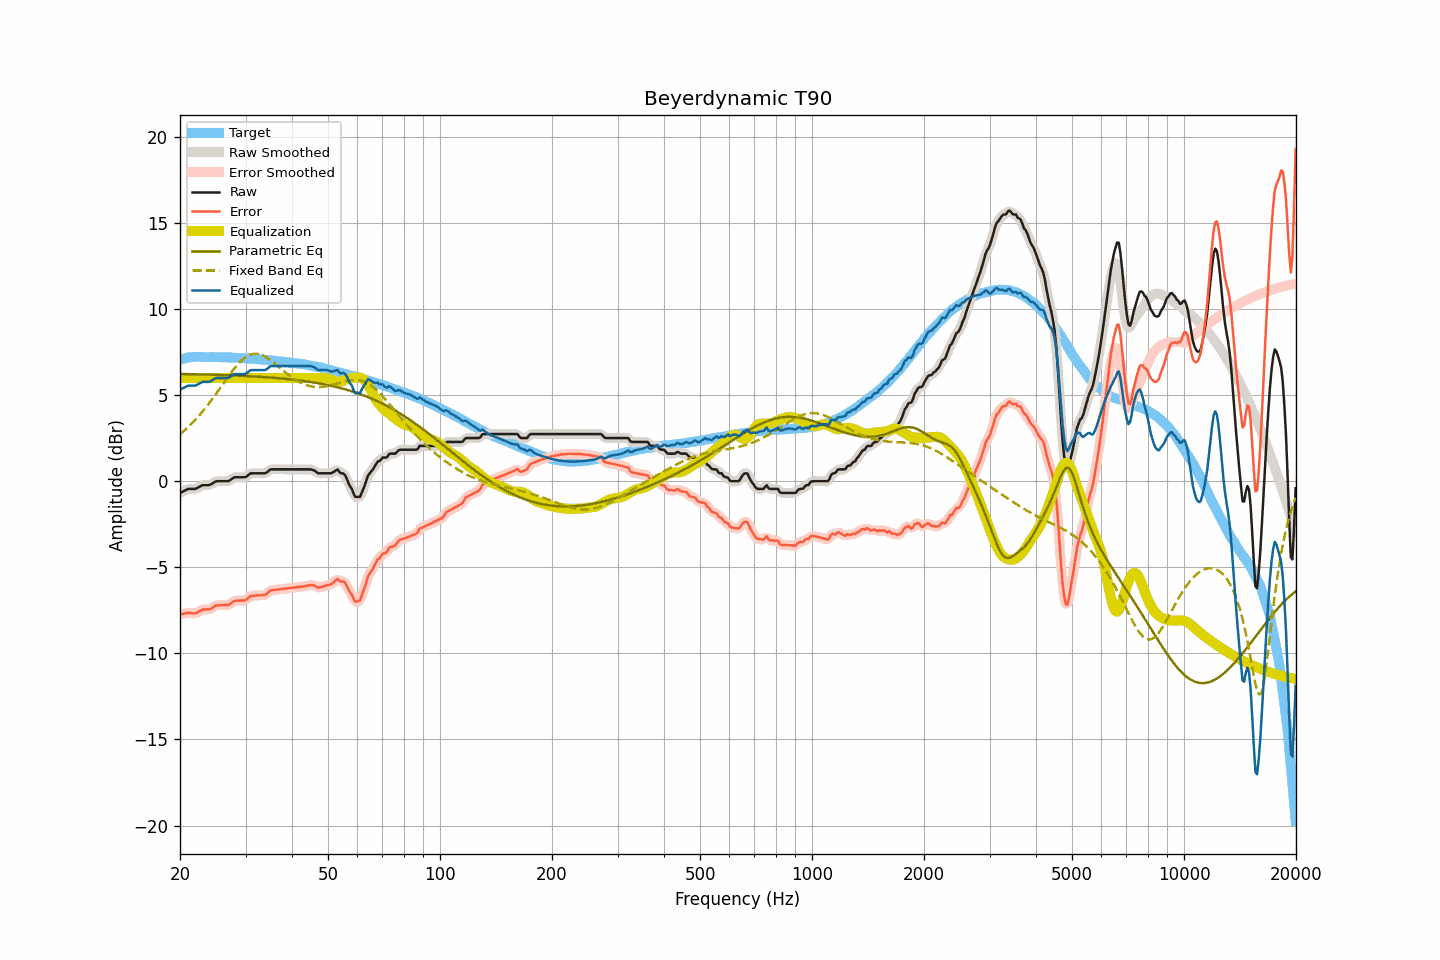 Beyerdynamic T90
Target
Raw Smoothed
Error Smoothed
Raw
Error
Equalization
Parametric Eq
Fixed Band Eq
Equalized
20
15
10
5
0
−5
−10
−15
−20
Amplitude (dBr)
20 50 100 200 500 1000 2000 5000 10000 20000
Frequency (Hz)